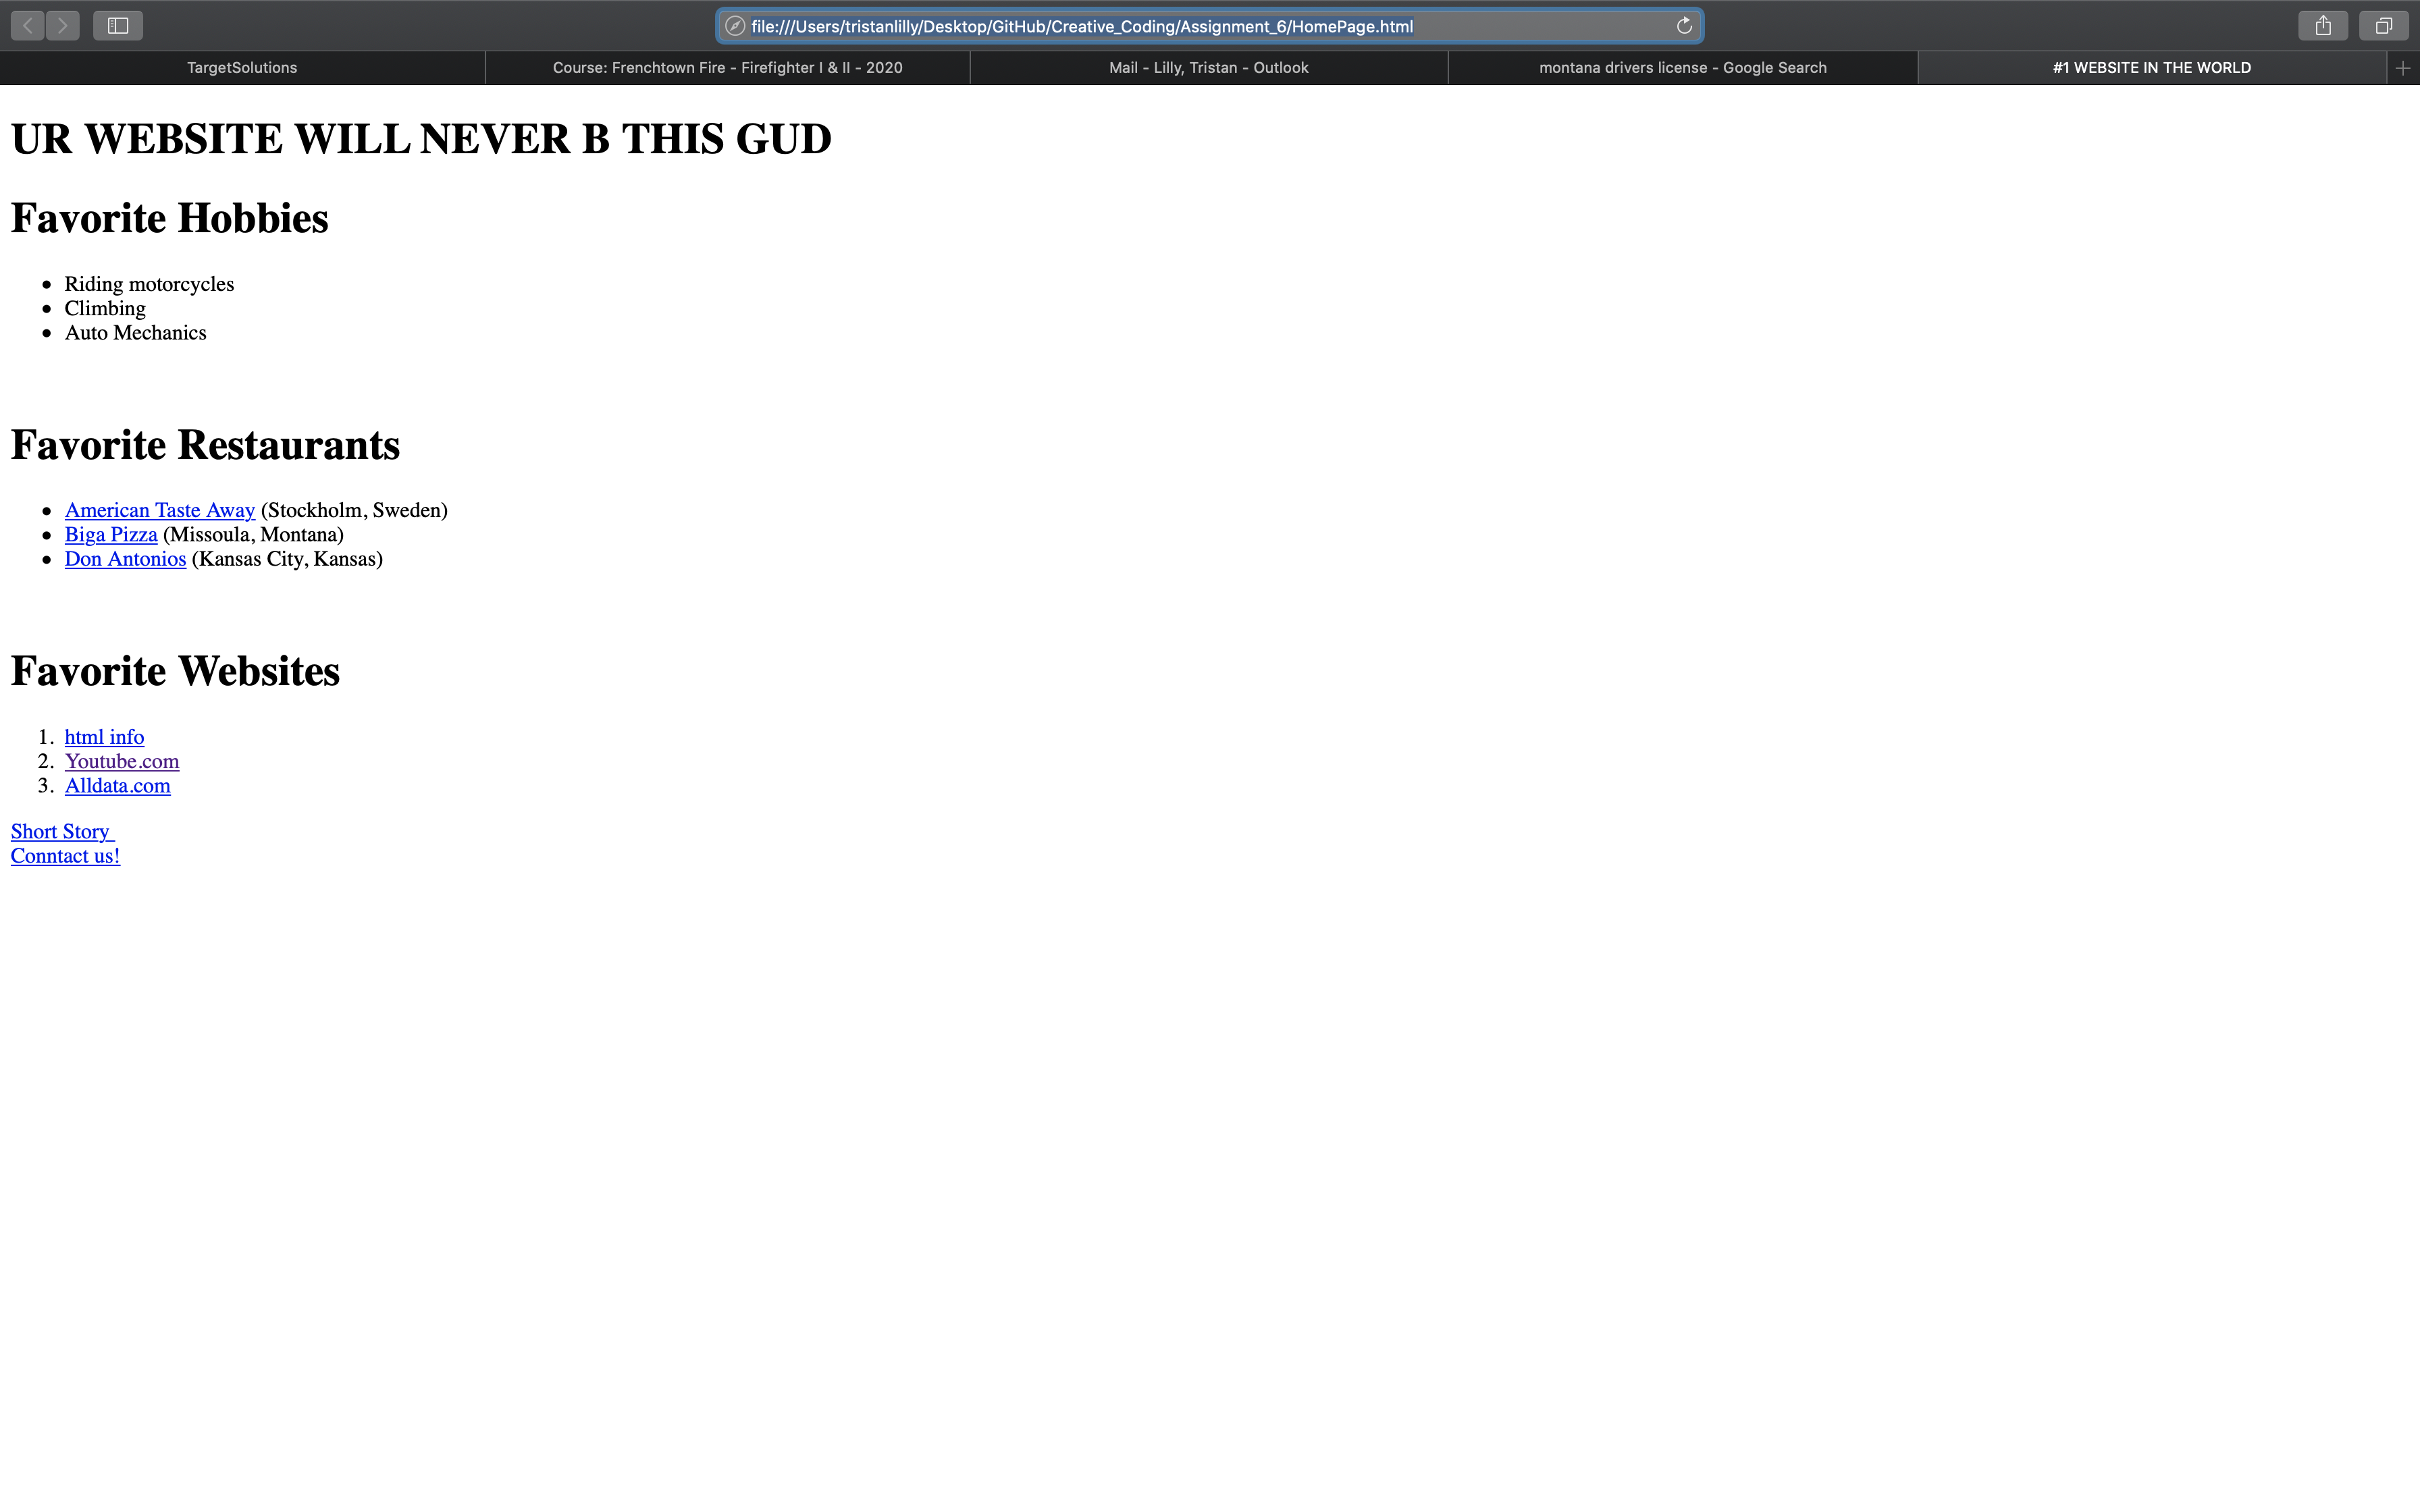 file:///Users/tristanlilly/Desktop/GitHub/Creative_Coding/Assignment_6/HomePage.html
TargetSolutions
Course: Frenchtown Fire - Firefighter I & II - 2020
Mail - Lilly, Tristan - Outlook
montana drivers license - Google Search
#1 WEBSITE IN THE WORLD
UR WEBSITE WILL NEVER B THIS GUD
Favorite Hobbies
• Riding motorcycles
• Climbing
• Auto Mechanics
Favorite Restaurants
• American Taste Away (Stockholm, Sweden)
• Biga Pizza (Missoula, Montana)
• Don Antonios (Kansas City, Kansas)
Favorite Websites
1. html info
2. Youtube.com
3. Alldata.com
Short Story
Conntact us!